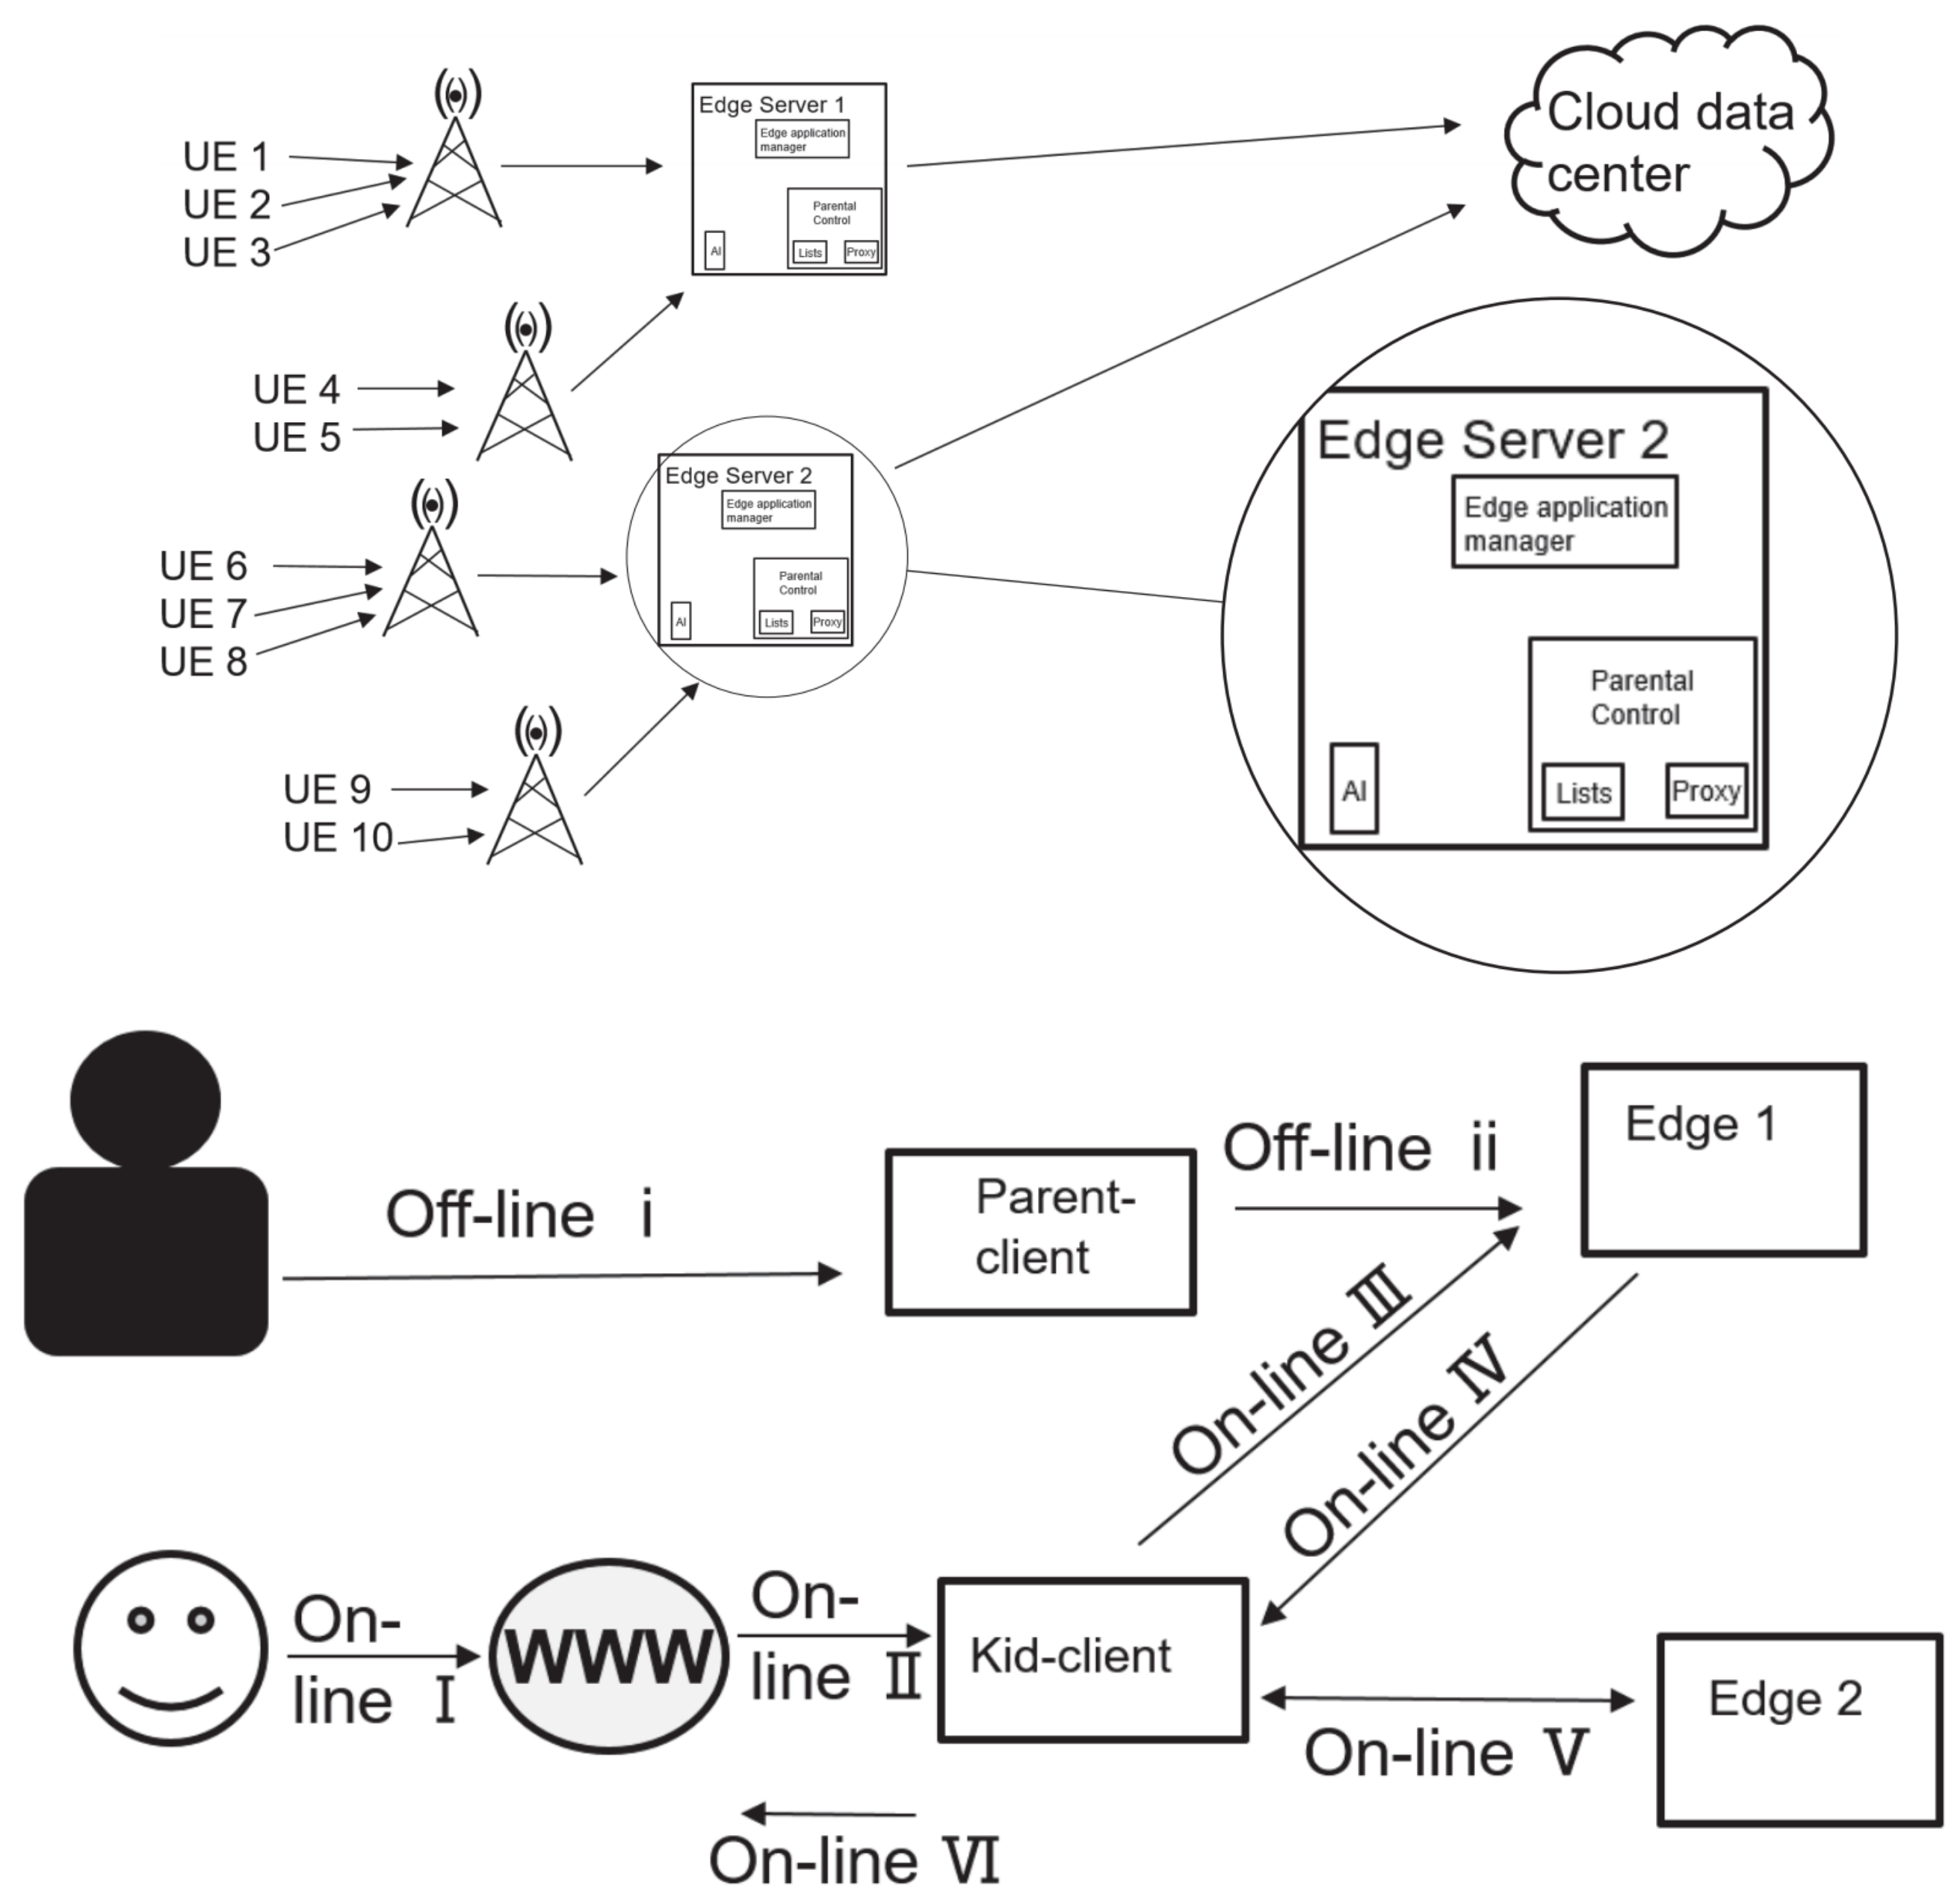 UE 1
UE 2
UE 3
Edge Server 1
Edge application
manager
Parental
Control
AI
Lists
Proxy
Cloud data
center
UE 4
UE 5
UE 6
UE 7
UE 8
Edge Server 2
Edge application
manager
Parental
Control
AI
Lists
Proxy
Edge Server 2
Edge application
manager
Parental
Control
AI
Lists
Proxy
UE 9
UE 10
Off-line i
Parent-
client
Off-line ii
Edge 1
On-line Ⅲ
On-line Ⅳ
On-
line Ⅰ
WWW
On-
line Ⅱ
Kid-client
On-line Ⅴ
Edge 2
On-line Ⅵ